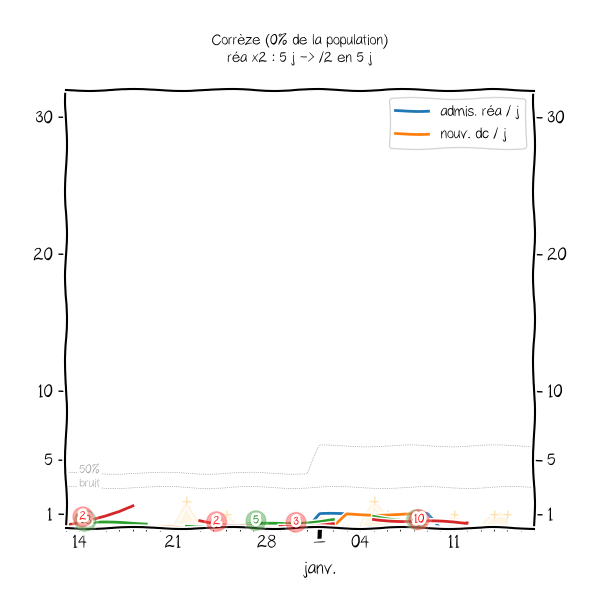 Corrèze (0% de la population)
réa x2 : 5 j -> /2 en 5 j
admis. réa / j
nouv. dc / j
30 30
20 20
10 10
5 5
50%
bruit
1 1
2 2 5 3 10
14 21 28 1 04 11
janv.